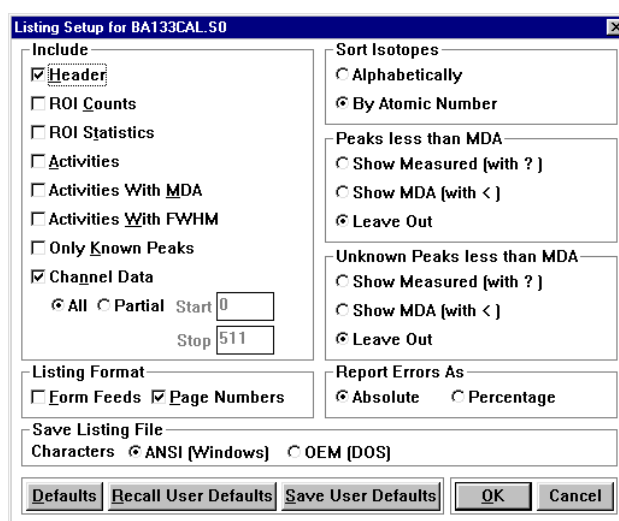 Listing Setup for BA133CAL.S0
Include
Header
ROI Counts
ROI Statistics
Activities
Activities With MDA
Activities With FWHM
Only Known Peaks
Channel Data
All Partial Start 0
Stop 511
Sort Isotopes
Alphabetically
By Atomic Number
Peaks less than MDA
Show Measured (with ? )
Show MDA (with < )
Leave Out
Unknown Peaks less than MDA
Show Measured (with ? )
Show MDA (with < )
Leave Out
Listing Format
Form Feeds Page Numbers
Report Errors As
Absolute Percentage
Save Listing File
Characters ANSI (Windows) OEM (DOS)
Defaults Recall User Defaults Save User Defaults OK Cancel